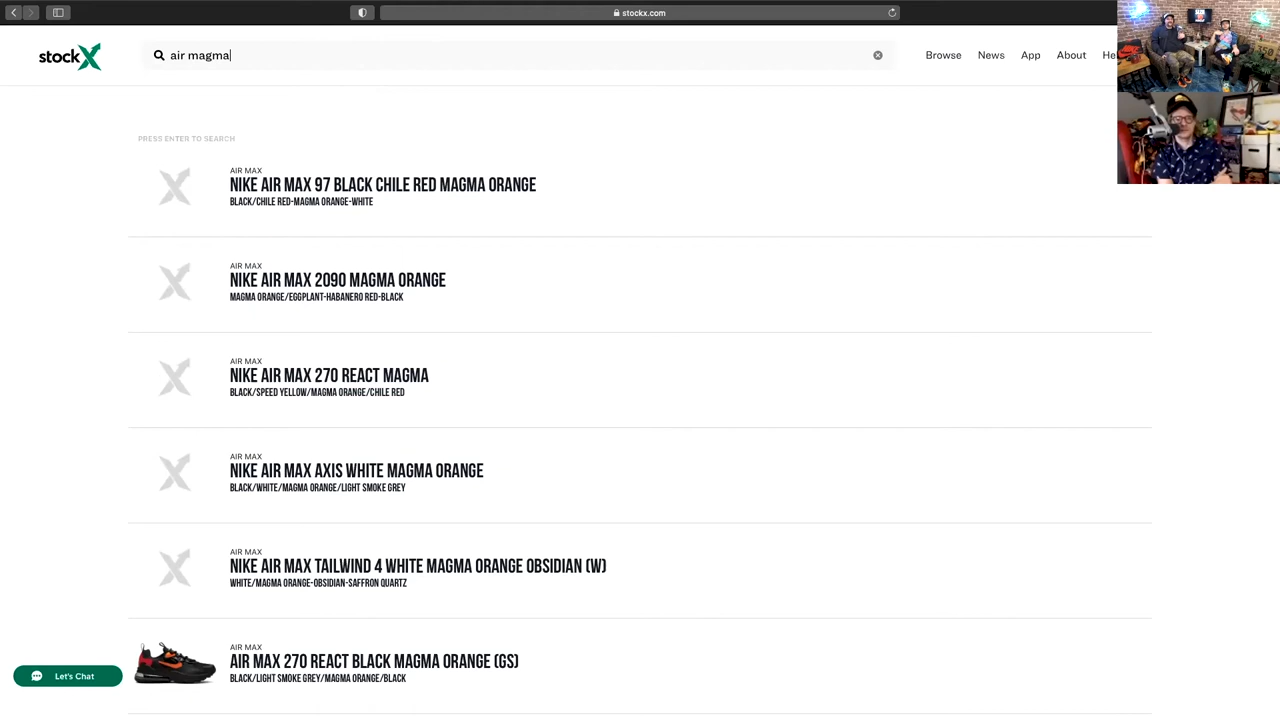 stockx.com
stockX
air magma
Browse
News
App
About
PRESS ENTER TO SEARCH
AIR MAX
NIKE AIR MAX 97 BLACK CHILE RED MAGMA ORANGE
BLACK/CHILE RED-MAGMA ORANGE-WHITE
AIR MAX
NIKE AIR MAX 2090 MAGMA ORANGE
MAGMA ORANGE/EGGPLANT-HABANERO RED-BLACK
AIR MAX
NIKE AIR MAX 270 REACT MAGMA
BLACK/SPEED YELLOW/MAGMA ORANGE/CHILE RED
AIR MAX
NIKE AIR MAX AXIS WHITE MAGMA ORANGE
BLACK/WHITE/MAGMA ORANGE/LIGHT SMOKE GREY
AIR MAX
NIKE AIR MAX TAILWIND 4 WHITE MAGMA ORANGE OBSIDIAN (W)
WHITE/MAGMA ORANGE-OBSIDIAN-SAFFRON QUARTZ
AIR MAX
AIR MAX 270 REACT BLACK MAGMA ORANGE (GS)
BLACK/LIGHT SMOKE GREY/MAGMA ORANGE/BLACK
Let's Chat